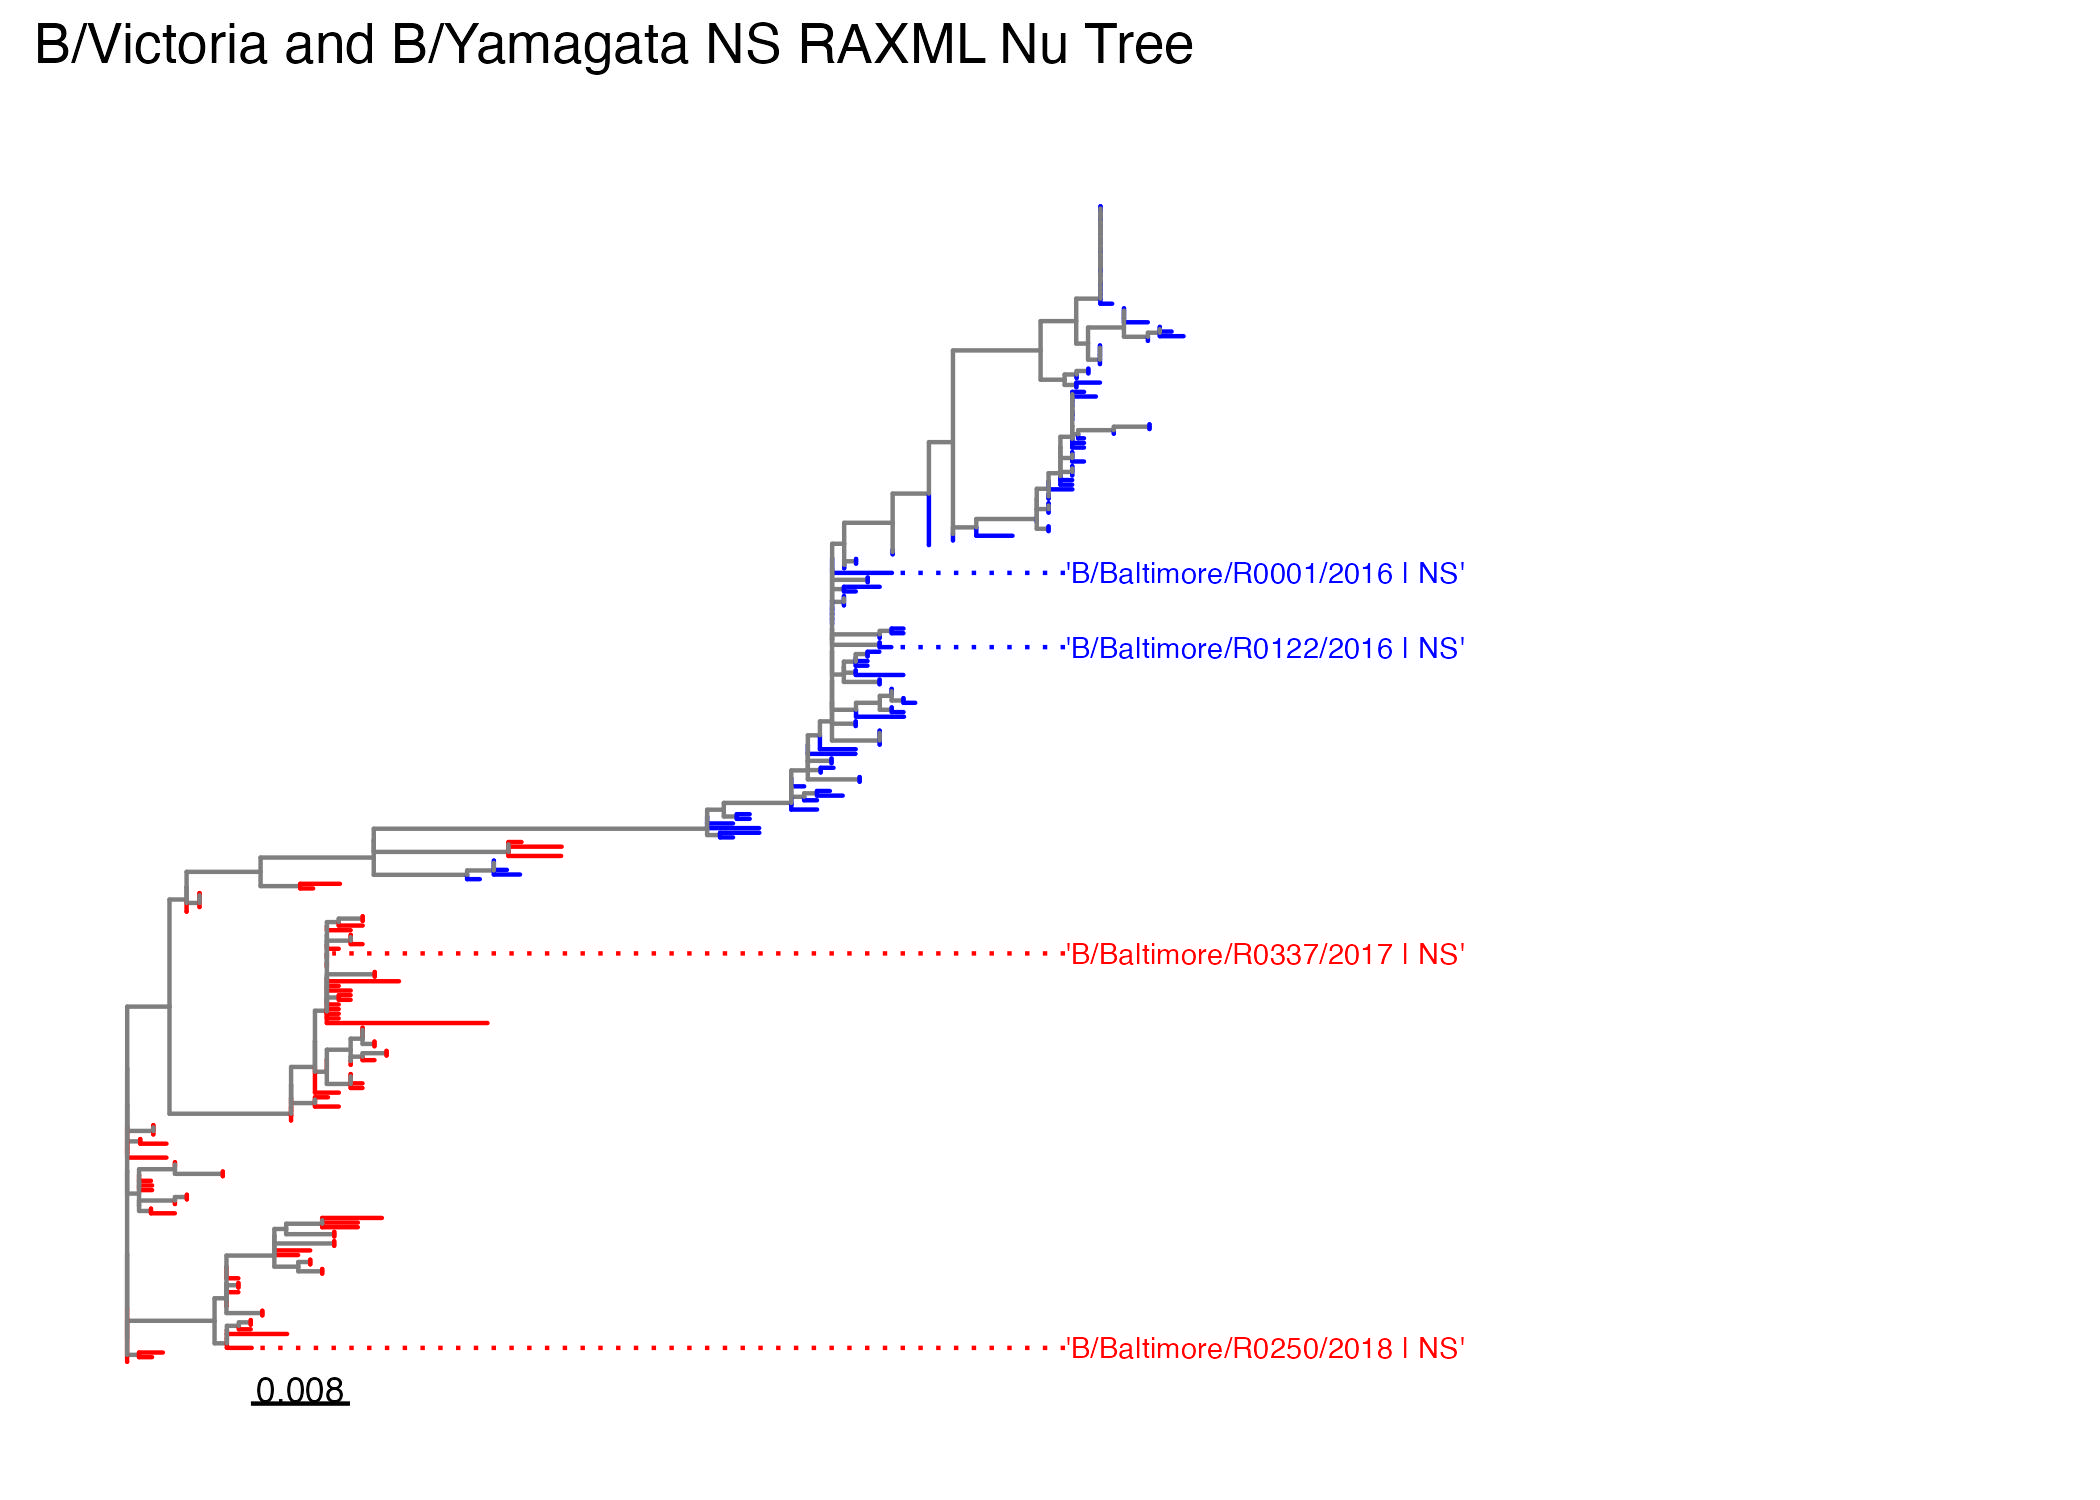 B/Victoria and B/Yamagata NS RAXML Nu Tree
'B/Baltimore/R0001/2016 | NS'
'B/Baltimore/R0122/2016 | NS'
'B/Baltimore/R0337/2017 | NS'
'B/Baltimore/R0250/2018 | NS'
0.008